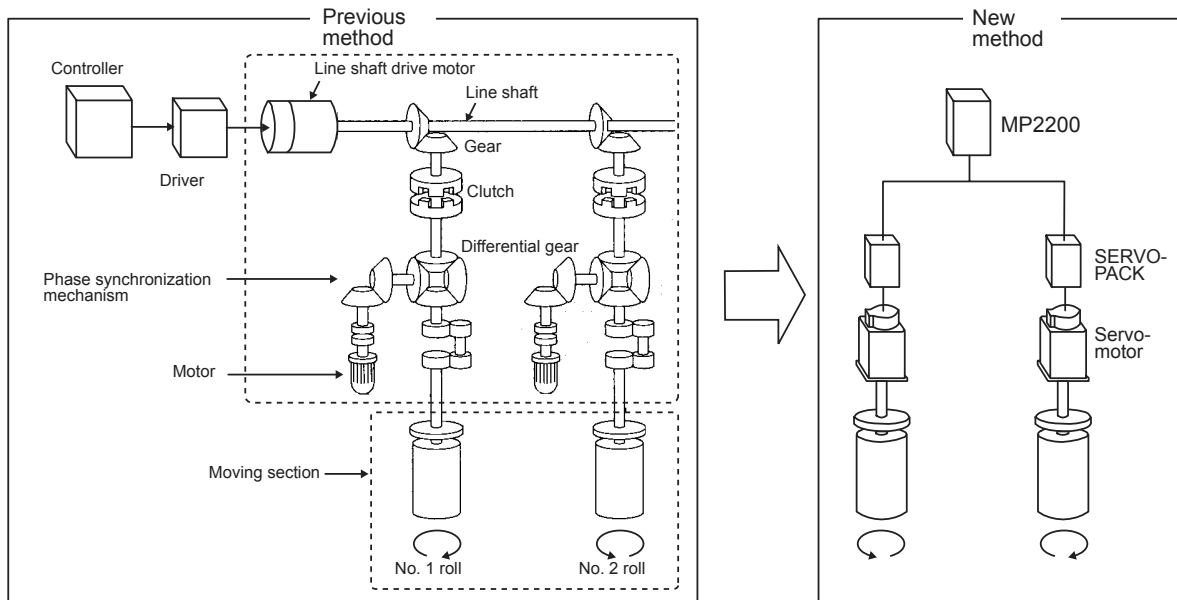 Previous
method
Controller
Line shaft drive motor
Line shaft
Gear
Driver
Clutch
Differential gear
Phase synchronization
mechanism
Motor
Moving section
No. 1 roll
No. 2 roll
New
method
MP2200
SERVO-
PACK
Servo-
motor